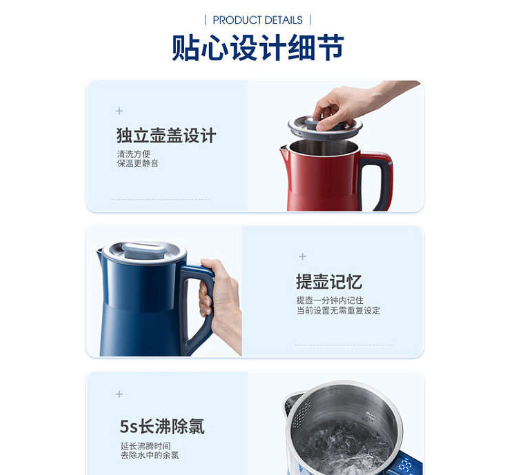 PRODUCT DETAILS
贴心设计细节
独立壶盖设计
清洗方便
保温更静音
提壶记忆
提壶一分钟内记住
当前设置无需重复设定
5s长沸除氯
延长沸腾时间
去除水中的余氯